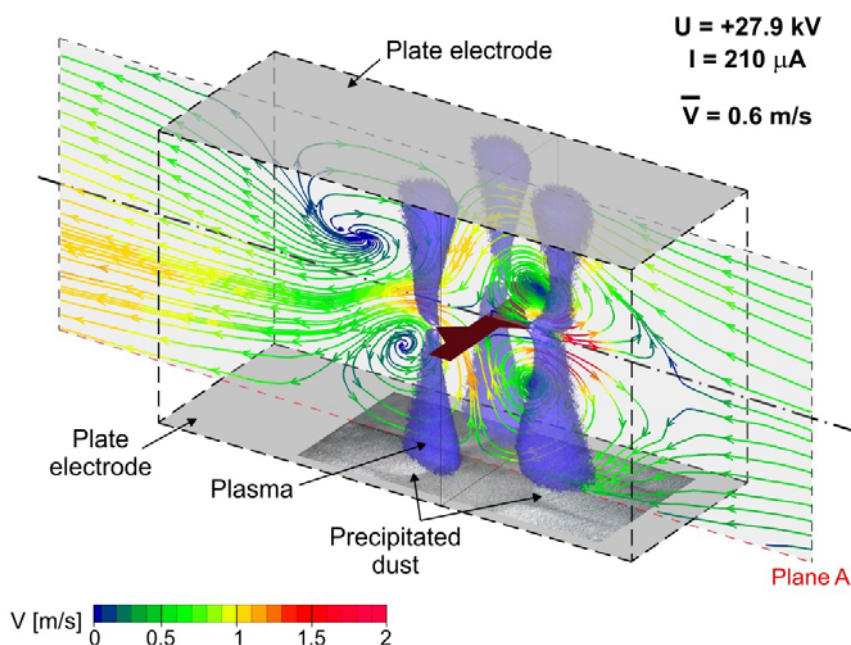 Plate electrode
U = +27.9 kV
I = 210 μA
V̅ = 0.6 m/s
Plate
electrode
Plasma
Precipitated
dust
Plane A
V [m/s]
0 0.5 1 1.5 2